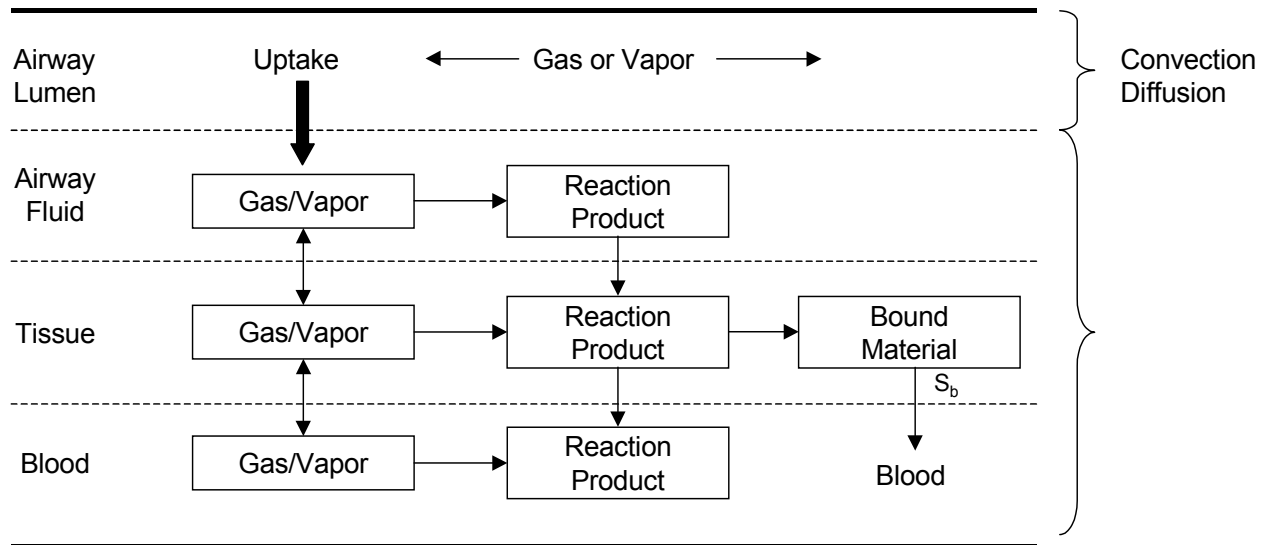 Airway
Lumen
Uptake
Gas or Vapor
Convection
Diffusion
Airway
Fluid
Gas/Vapor
Reaction
Product
Tissue
Gas/Vapor
Reaction
Product
Bound
Material
S_b
Blood
Gas/Vapor
Reaction
Product
Blood